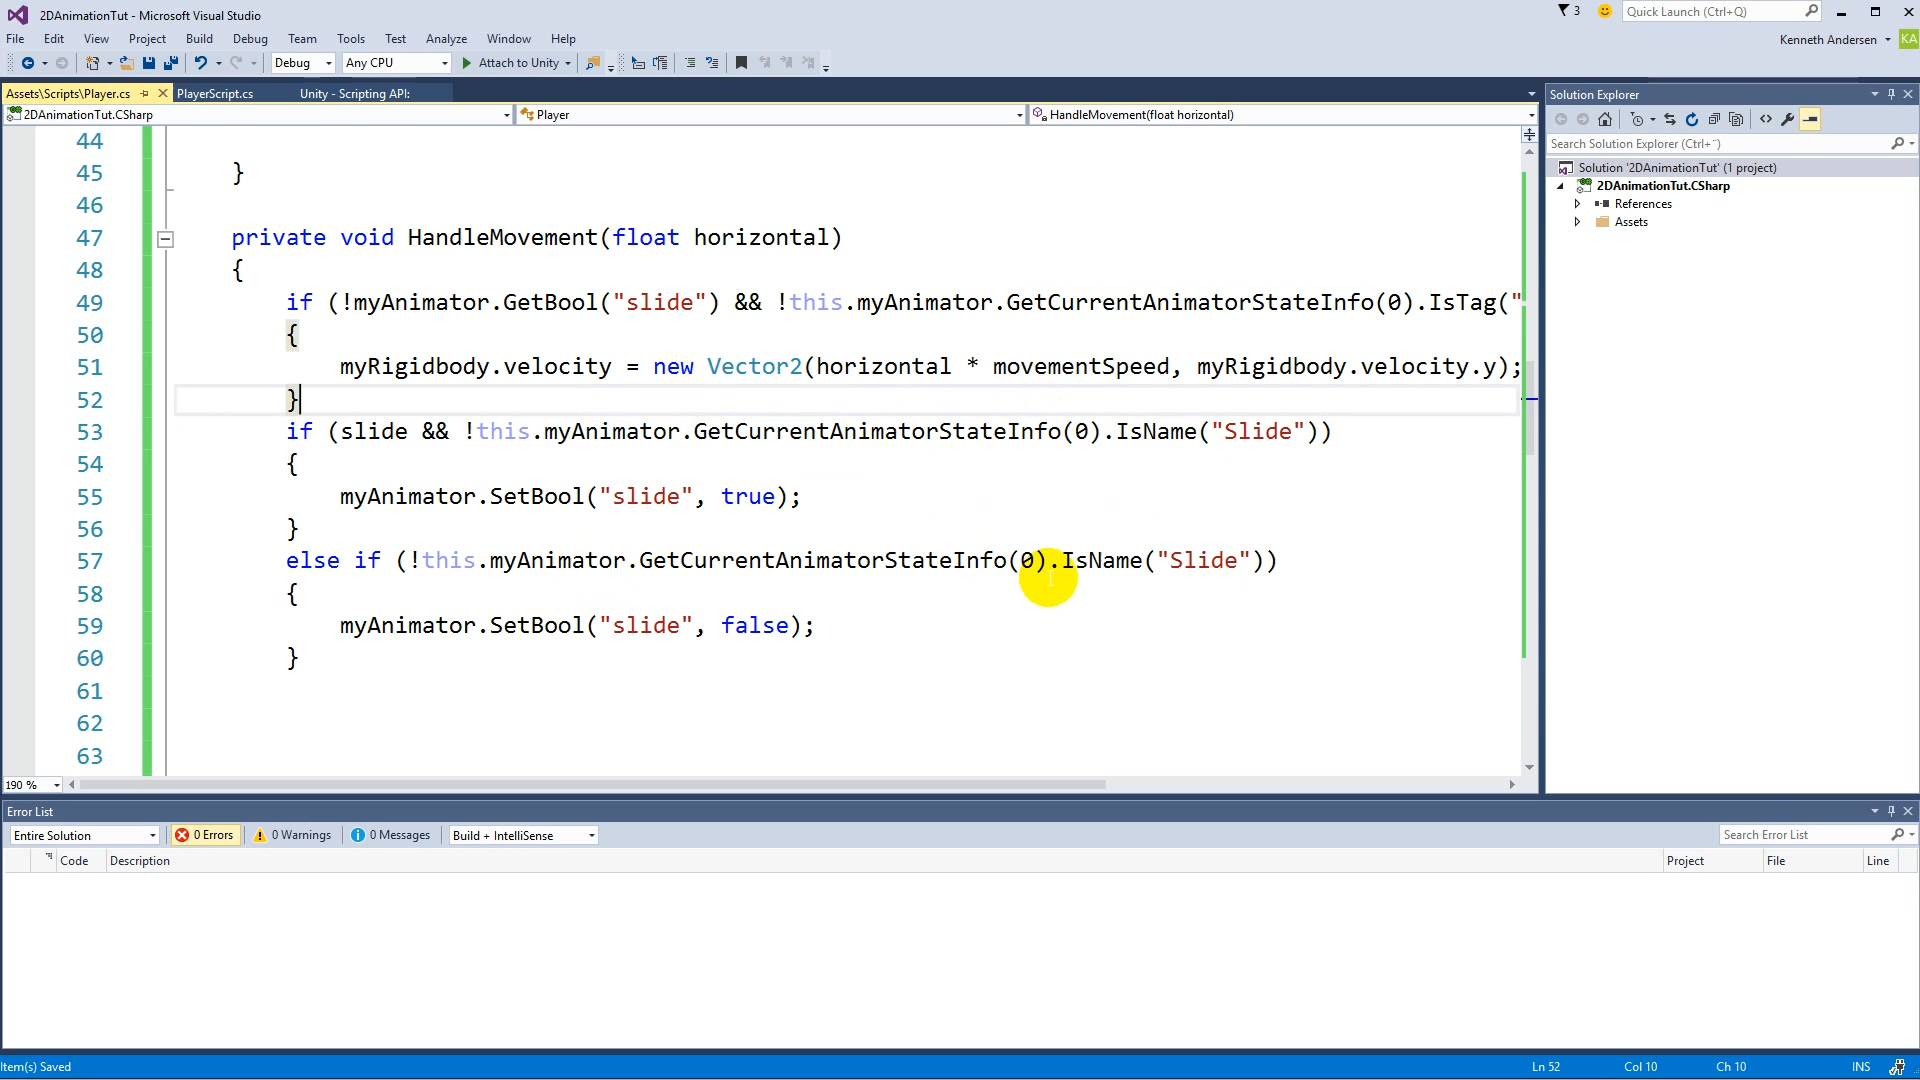 2DAnimationTut - Microsoft Visual Studio
3
Quick Launch (Ctrl+Q)
File Edit View Project Build Debug Team Tools Test Analyze Window Help
Kenneth Andersen KA
Debug Any CPU Attach to Unity
Assets\Scripts\Player.cs PlayerScript.cs Unity - Scripting API:
2DAnimationTut.CSharp Player HandleMovement(float horizontal)
44
45 }
46
47 private void HandleMovement(float horizontal)
48 {
49 if (!myAnimator.GetBool("slide") && !this.myAnimator.GetCurrentAnimatorStateInfo(0).IsTag("
50 {
51 myRigidbody.velocity = new Vector2(horizontal * movementSpeed, myRigidbody.velocity.y);
52 }
53 if (slide && !this.myAnimator.GetCurrentAnimatorStateInfo(0).IsName("Slide"))
54 {
55 myAnimator.SetBool("slide", true);
56 }
57 else if (!this.myAnimator.GetCurrentAnimatorStateInfo(0).IsName("Slide"))
58 {
59 myAnimator.SetBool("slide", false);
60 }
61
62
63
190 %
Solution Explorer
Search Solution Explorer (Ctrl+¨)
Solution '2DAnimationTut' (1 project)
2DAnimationTut.CSharp
References
Assets
Error List
Entire Solution 0 Errors 0 Warnings 0 Messages Build + IntelliSense Search Error List
Code Description Project File Line
Item(s) Saved Ln 52 Col 10 Ch 10 INS